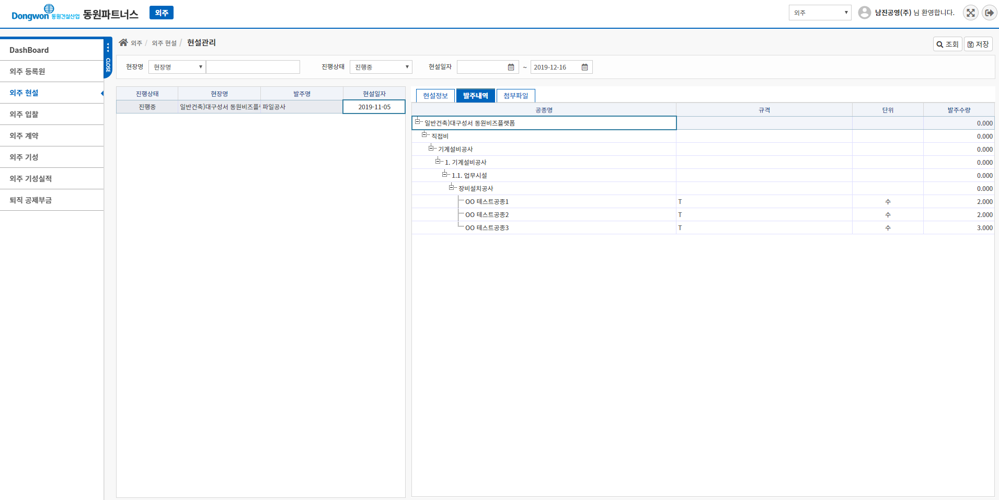 Dongwon 동원건설산업 동원파트너스 외주
외주 남진공영(주) 님 환영합니다.
DashBoard
외주 등록원
외주 현설
외주 입찰
외주 계약
외주 기성
외주 기성실적
퇴직 공제부금
CLOSE
외주 / 외주 현설 / 현설관리
조회 저장
현장명 현장명 진행상태 진행중 현설일자 ~ 2019-12-16
진행상태 현장명 발주명 현설일자
진행중 일반건축)대구성서 동원비즈플 파일공사 2019-11-05
현설정보 발주내역 첨부파일
공종명 규격 단위 발주수량
일반건축)대구성서 동원비즈플랫폼 0.000
직접비 0.000
기계설비공사 0.000
1. 기계설비공사 0.000
1.1. 업무시설 0.000
장비설치공사 0.000
OO 테스트공종1 T 수 2.000
OO 테스트공종2 T 수 2.000
OO 테스트공종3 T 수 3.000